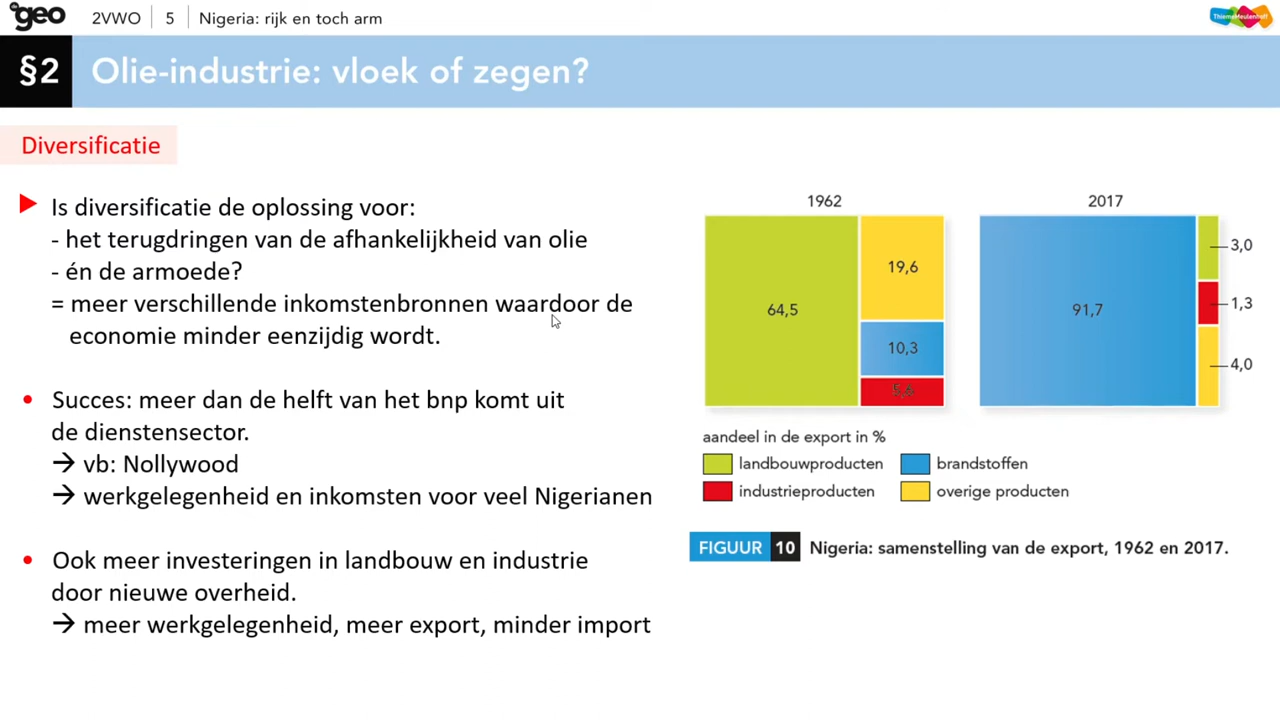 geo
2VWO
5
Nigeria: rijk en toch arm
ThiemeMeulenhoff
§2
Olie-industrie: vloek of zegen?
Diversificatie
Is diversificatie de oplossing voor:
- het terugdringen van de afhankelijkheid van olie
- én de armoede?
= meer verschillende inkomstenbronnen waardoor de
economie minder eenzijdig wordt.
• Succes: meer dan de helft van het bnp komt uit
de dienstensector.
→ vb: Nollywood
→ werkgelegenheid en inkomsten voor veel Nigerianen
• Ook meer investeringen in landbouw en industrie
door nieuwe overheid.
→ meer werkgelegenheid, meer export, minder import
1962
64,5
19,6
10,3
5,6
2017
91,7
3,0
1,3
4,0
aandeel in de export in %
landbouwproducten
brandstoffen
industrieproducten
overige producten
FIGUUR 10 Nigeria: samenstelling van de export, 1962 en 2017.